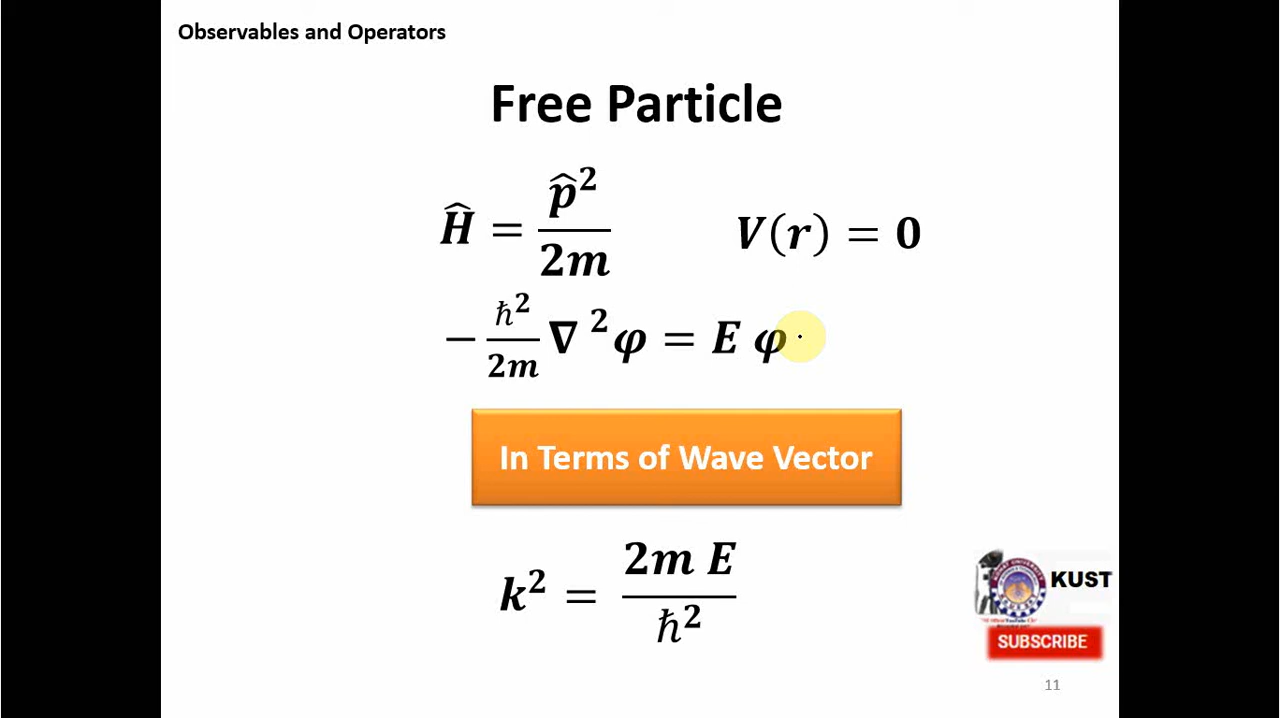 Observables and Operators
Free Particle
Ĥ = p̂²/2m    V(r) = 0
−ħ²/2m ∇ ²φ = E φ
In Terms of Wave Vector
k² = 2m E/ħ²
KUST
SUBSCRIBE
11